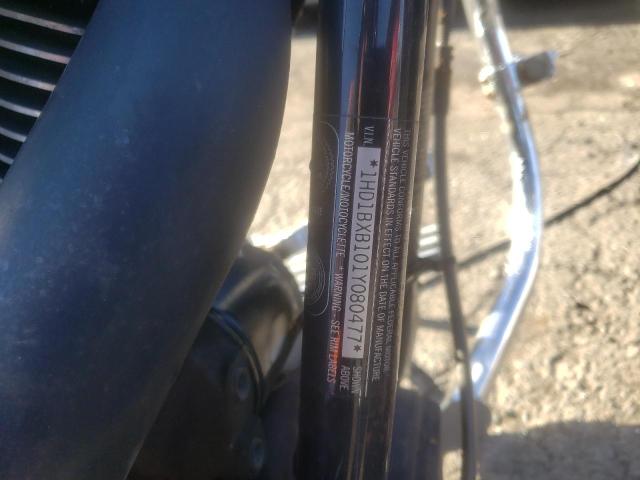 THIS VEHICLE CONFORMS TO ALL APPLICABLE FEDERAL MOTOR
VEHICLE STANDARDS IN EFFECT ON THE DATE OF MANUFACTURE
V.I.N. *1HD1BXB101Y080477* SHOWN
ABOVE
MOTORCYCLE/MOTOCYCLETTE + WARNING - SEE RIM LABELS